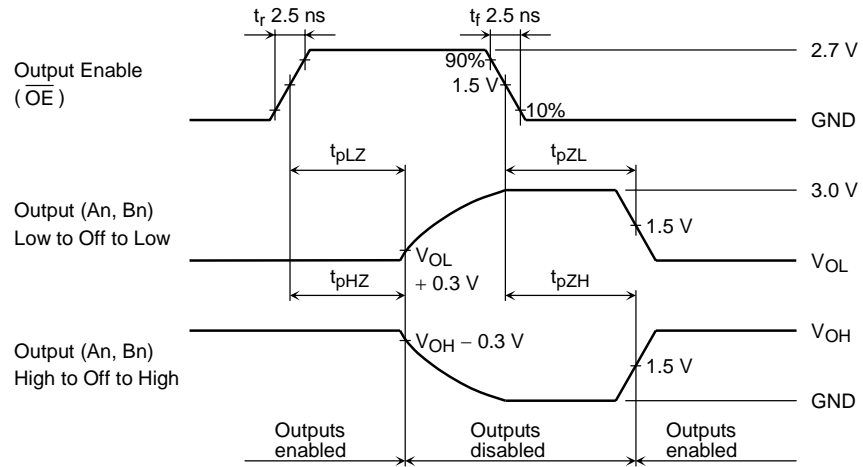 tr 2.5 ns
tf 2.5 ns
2.7 V
90%
Output Enable
( OE )
1.5 V
10%
GND
tpLZ
tpZL
3.0 V
Output (An, Bn)
Low to Off to Low
1.5 V
VOL
+ 0.3 V
VOL
tpHZ
tpZH
VOH
Output (An, Bn)
High to Off to High
VOH − 0.3 V
1.5 V
GND
Outputs
enabled
Outputs
disabled
Outputs
enabled